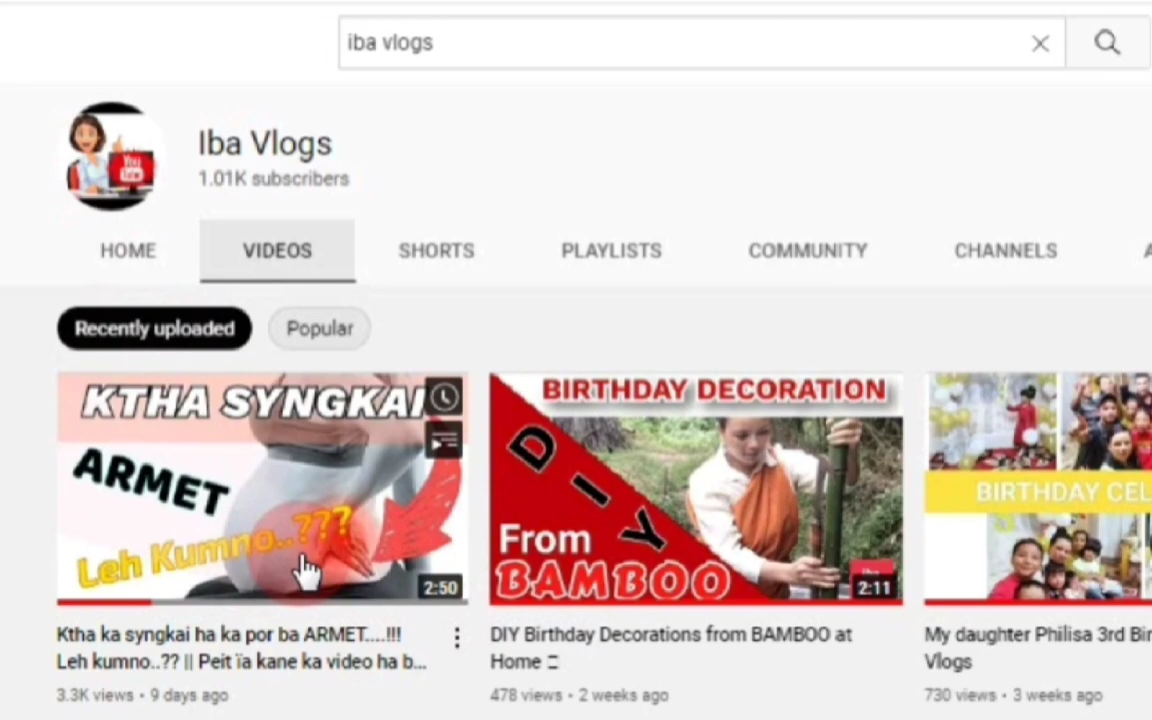 iba vlogs
Iba Vlogs
1.01K subscribers
HOME VIDEOS SHORTS PLAYLISTS COMMUNITY CHANNELS
Recently uploaded Popular
KTHA SYNGKAI
ARMET
Leh Kumno..???
2:50
BIRTHDAY DECORATION
DIY
From
BAMBOO
2:11
BIRTHDAY CEL
Ktha ka syngkai ha ka por ba ARMET....!!!
Leh kumno..?? || Peit ïa kane ka video ha b...
3.3K views • 9 days ago
DIY Birthday Decorations from BAMBOO at
Home
478 views • 2 weeks ago
My daughter Philisa 3rd Bir
Vlogs
730 views • 3 weeks ago